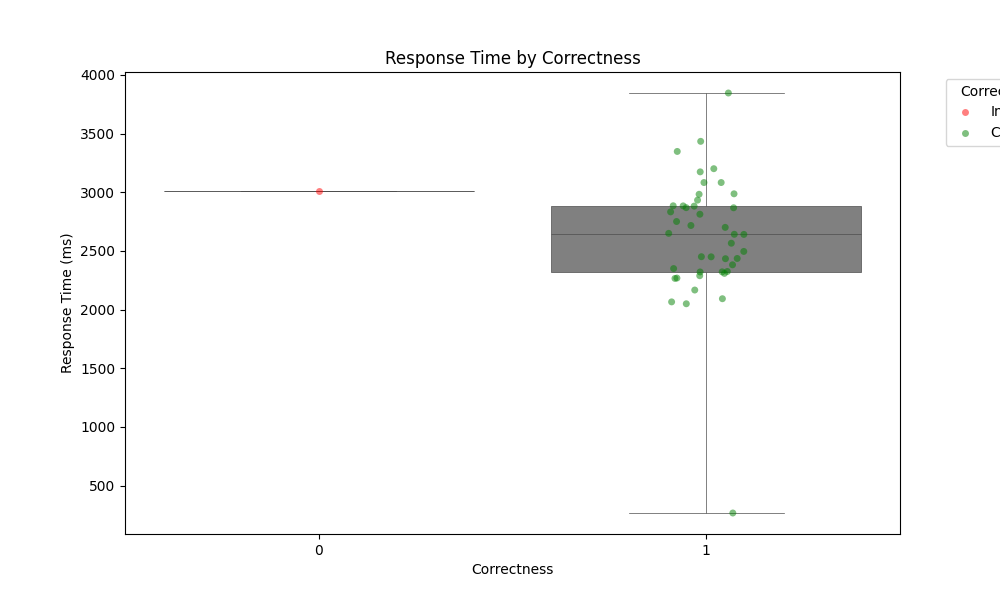 Response Time by Correctness
4000
3500
3000
2500
2000
1500
1000
500
Response Time (ms)
0
1
Correctness
Correc
In
C